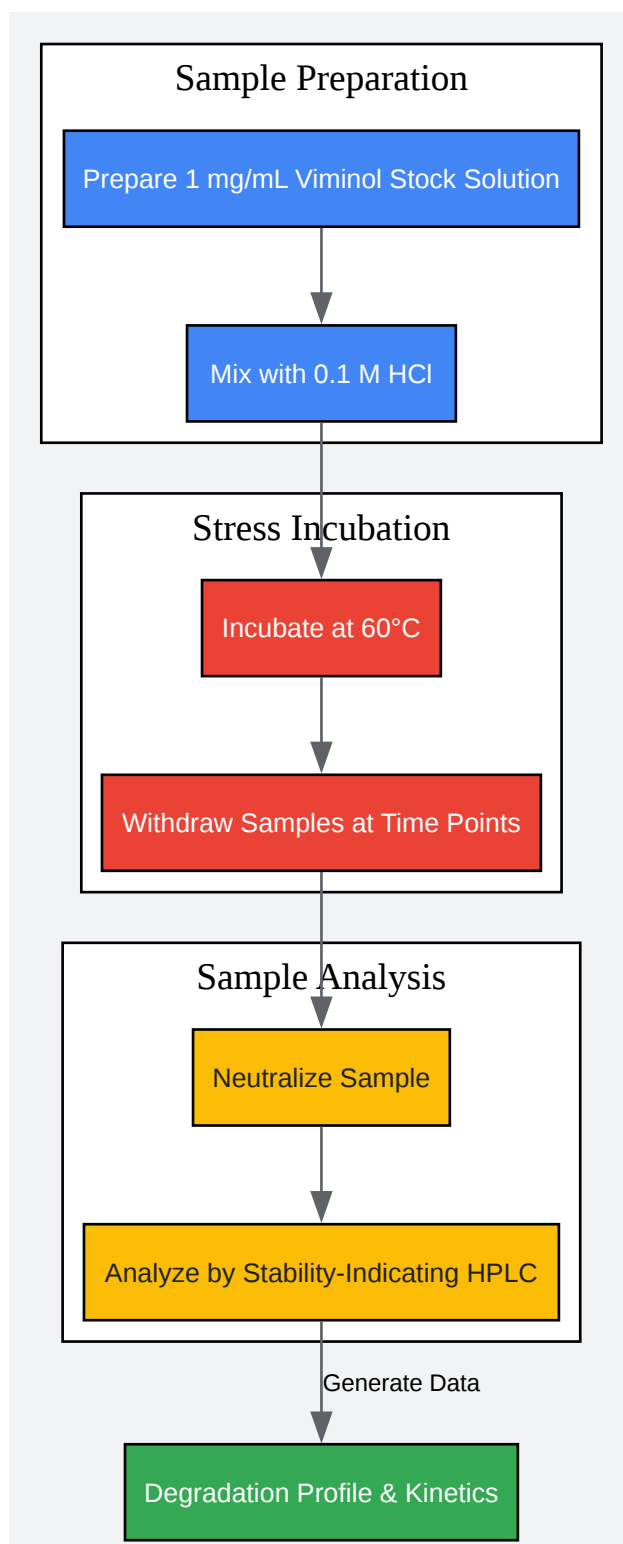 Sample Preparation
Prepare 1 mg/mL Viminol Stock Solution
Mix with 0.1 M HCl
Stress Incubation
Incubate at 60°C
Withdraw Samples at Time Points
Sample Analysis
Neutralize Sample
Analyze by Stability-Indicating HPLC
Generate Data
Degradation Profile & Kinetics